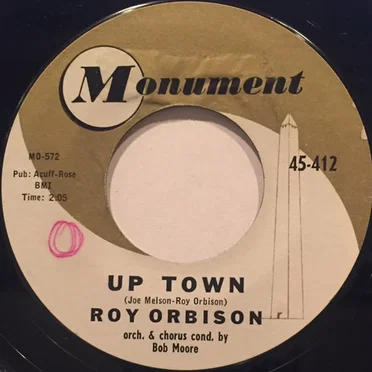 Monument
MO-572
45-412
Pub: Acuff-Rose
BMI
Time: 2:05
UP TOWN
(Joe Melson-Roy Orbison)
ROY ORBISON
orch. & chorus cond. by
Bob Moore